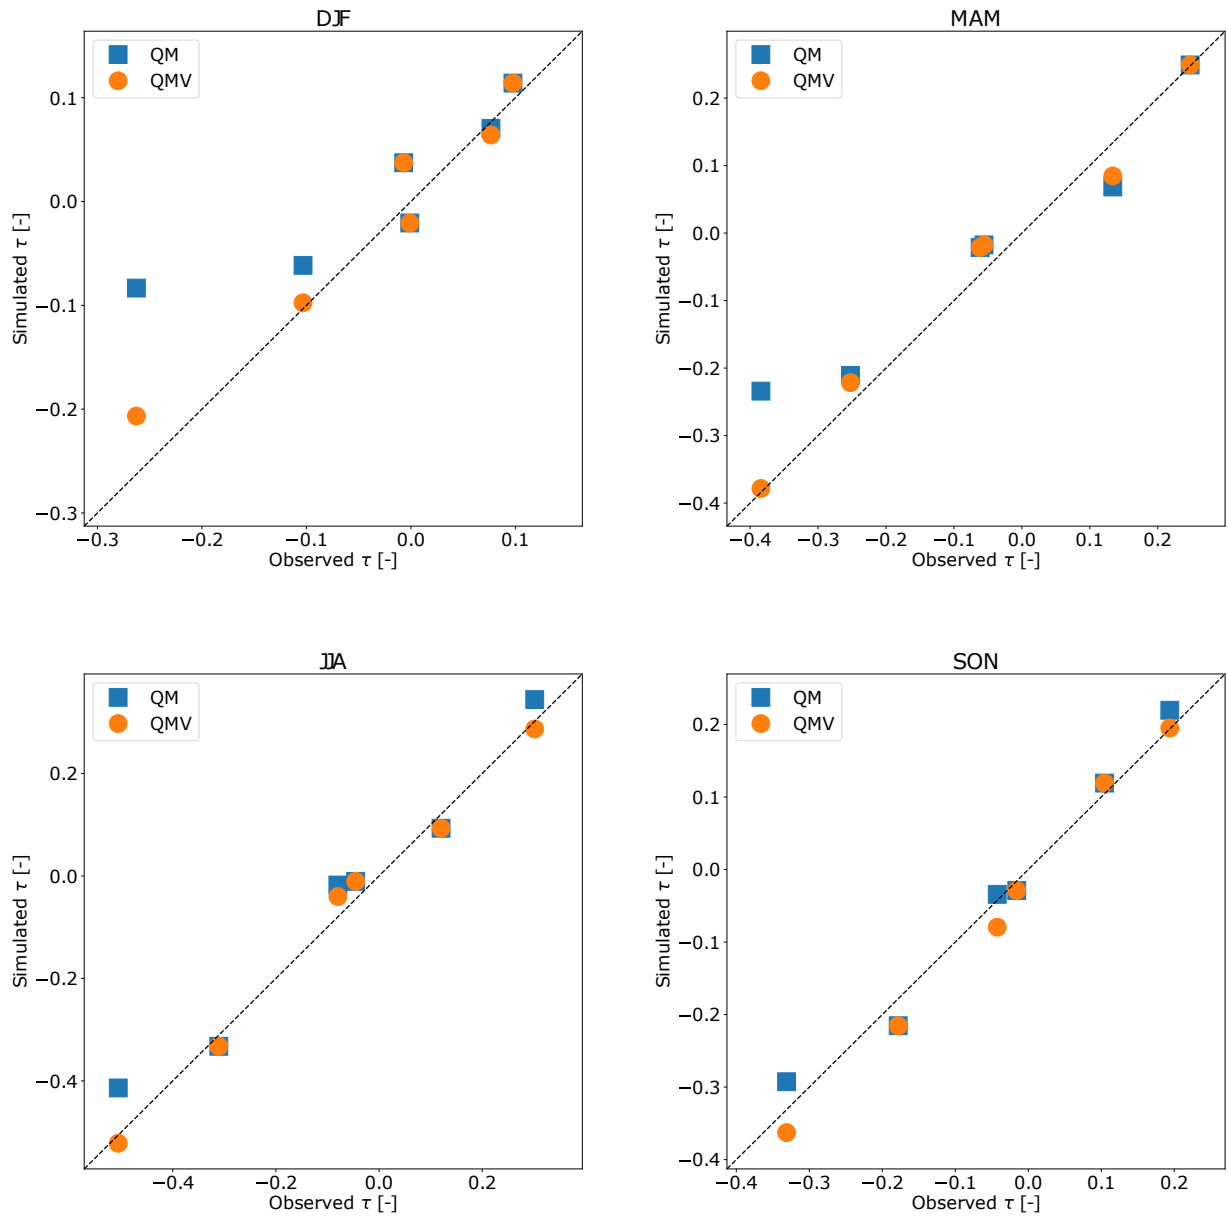 DJF
QM
QMV
Simulated τ [-]
0.1
0.0
−0.1
−0.2
−0.3
−0.3 −0.2 −0.1 0.0 0.1
Observed τ [-]
MAM
QM
QMV
Simulated τ [-]
0.2
0.1
0.0
−0.1
−0.2
−0.3
−0.4
−0.4 −0.3 −0.2 −0.1 0.0 0.1 0.2
Observed τ [-]
JJA
QM
QMV
Simulated τ [-]
0.2
0.0
−0.2
−0.4
−0.4 −0.2 0.0 0.2
Observed τ [-]
SON
QM
QMV
Simulated τ [-]
0.2
0.1
0.0
−0.1
−0.2
−0.3
−0.4
−0.4 −0.3 −0.2 −0.1 0.0 0.1 0.2
Observed τ [-]